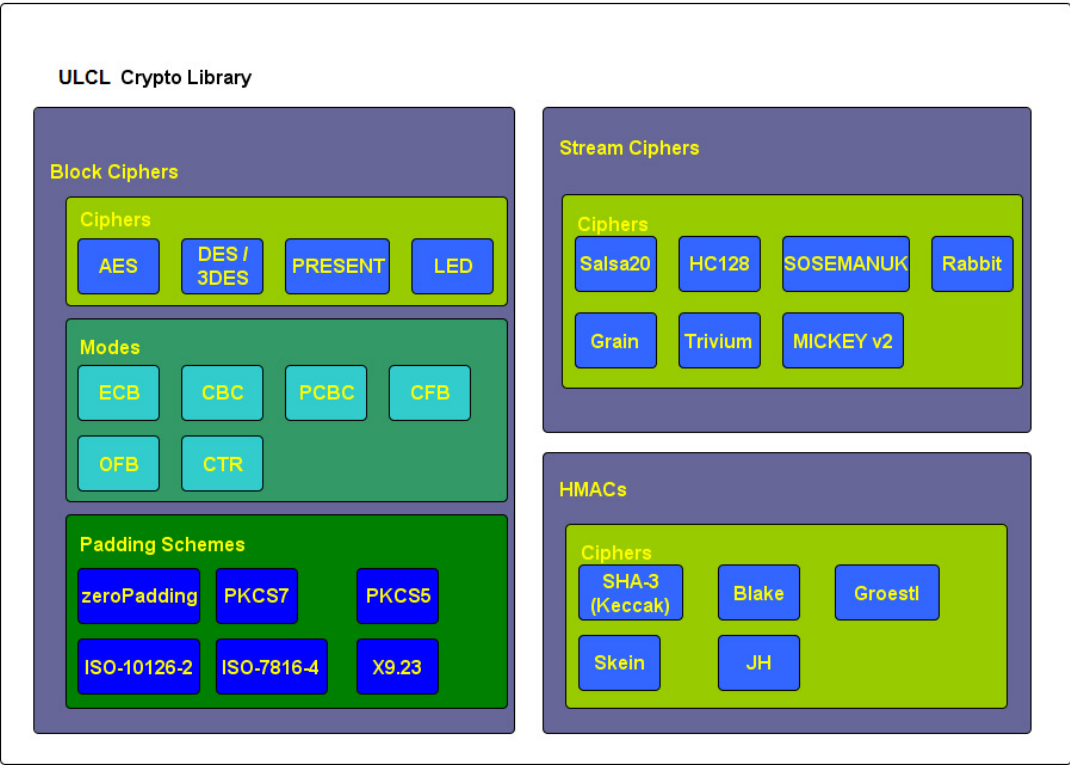 ULCL Crypto Library
Block Ciphers
Ciphers
AES
DES /
3DES
PRESENT
LED
Modes
ECB
CBC
PCBC
CFB
OFB
CTR
Padding Schemes
zeroPadding
PKCS7
PKCS5
ISO-10126-2
ISO-7816-4
X9.23
Stream Ciphers
Ciphers
Salsa20
HC128
SOSEMANUK
Rabbit
Grain
Trivium
MICKEY v2
HMACs
Ciphers
SHA-3
(Keccak)
Blake
Groestl
Skein
JH